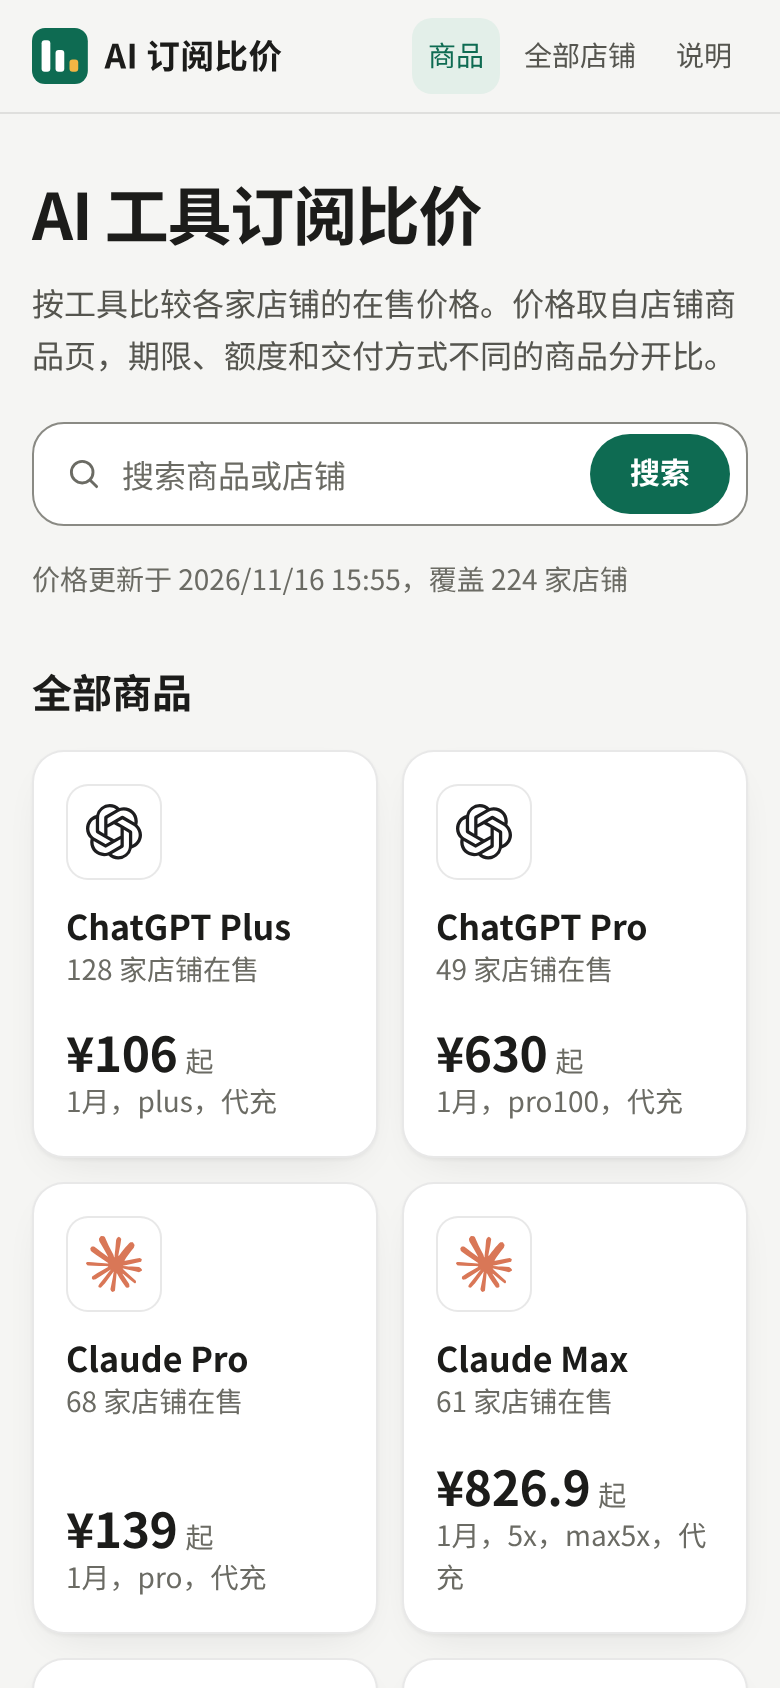 AI 订阅比价
商品
全部店铺
说明
AI 工具订阅比价
按工具比较各家店铺的在售价格。价格取自店铺商
品页，期限、额度和交付方式不同的商品分开比。
搜索商品或店铺
搜索
价格更新于 2026/11/16 15:55，覆盖 224 家店铺
全部商品
ChatGPT Plus
128 家店铺在售
¥106 起
1月，plus，代充
ChatGPT Pro
49 家店铺在售
¥630 起
1月，pro100，代充
Claude Pro
68 家店铺在售
¥139 起
1月，pro，代充
Claude Max
61 家店铺在售
¥826.9 起
1月，5x，max5x，代
充